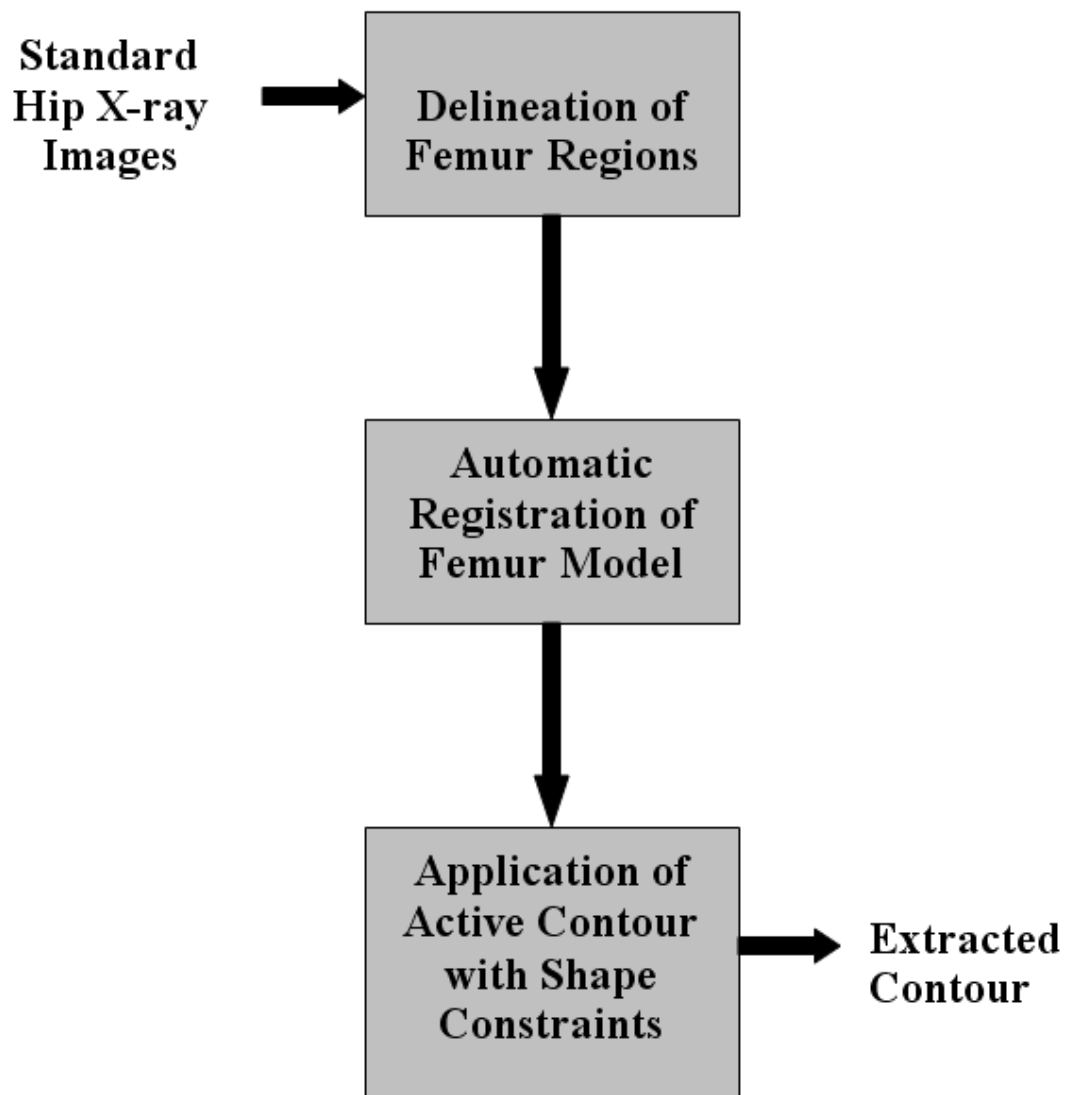 Standard
Hip X-ray
Images
Delineation of
Femur Regions
Automatic
Registration of
Femur Model
Application of
Active Contour
with Shape
Constraints
Extracted
Contour